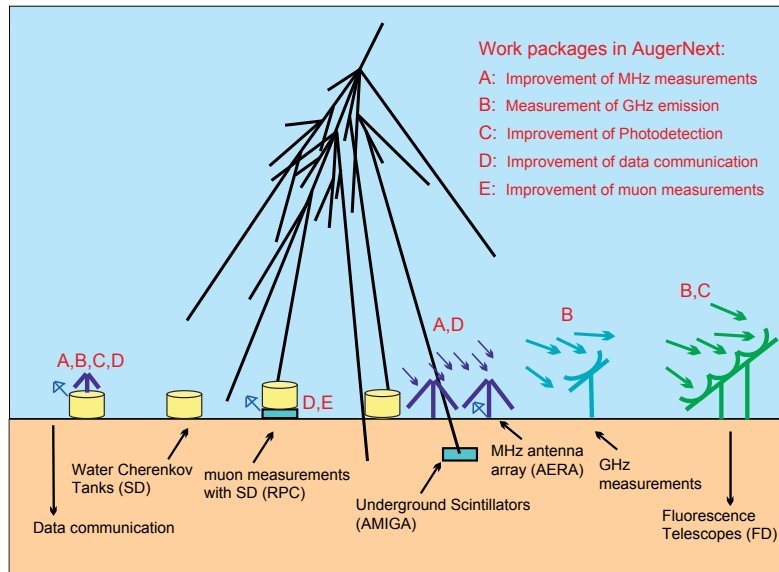 Work packages in AugerNext:
A: Improvement of MHz measurements
B: Measurement of GHz emission
C: Improvement of Photodetection
D: Improvement of data communication
E: Improvement of muon measurements
B,C
A,D
B
A,B,C,D
D,E
Water Cherenkov
Tanks (SD)
muon measurements
with SD (RPC)
MHz antenna
array (AERA)
GHz
measurements
Underground Scintillators
(AMIGA)
Data communication
Fluorescence
Telescopes (FD)